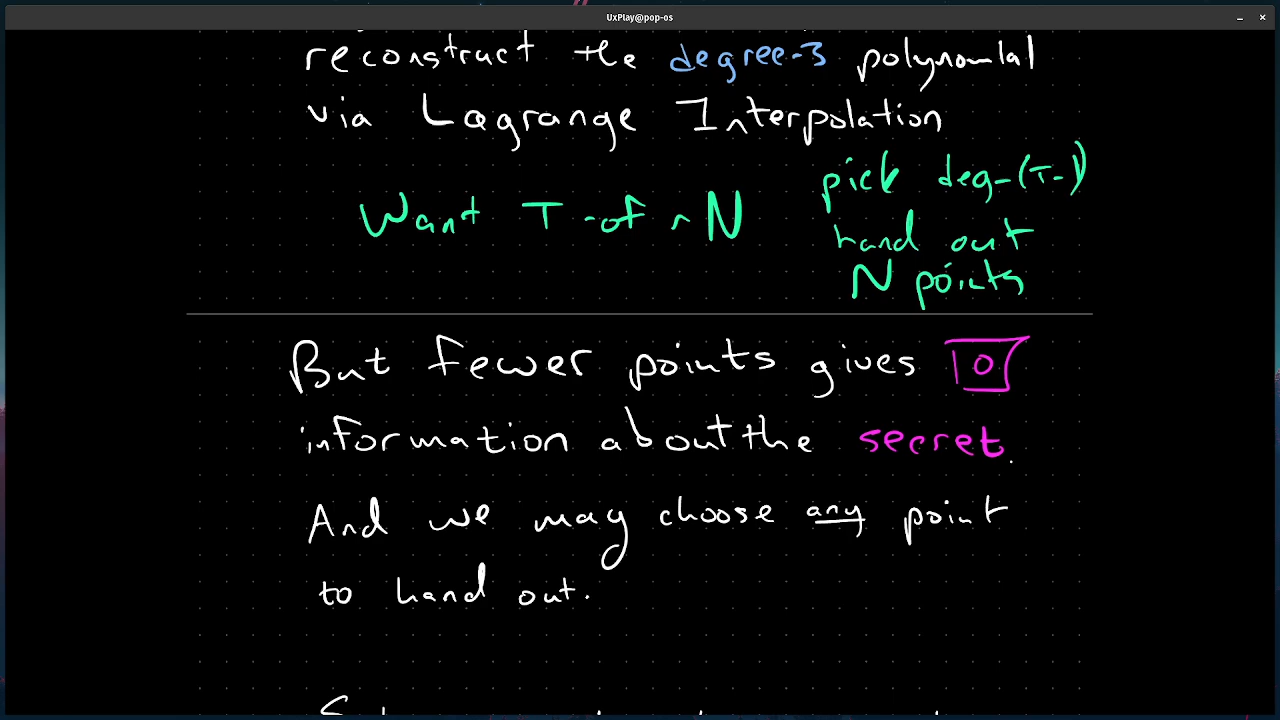 UxPlay@pop-os
reconstruct the degree-3 polynomial
via Lagrange Interpolation
Want T-of-N
pick deg-(T-1)
hand out
N points
But fewer points gives 0
information about the secret.
And we may choose any point
to hand out.